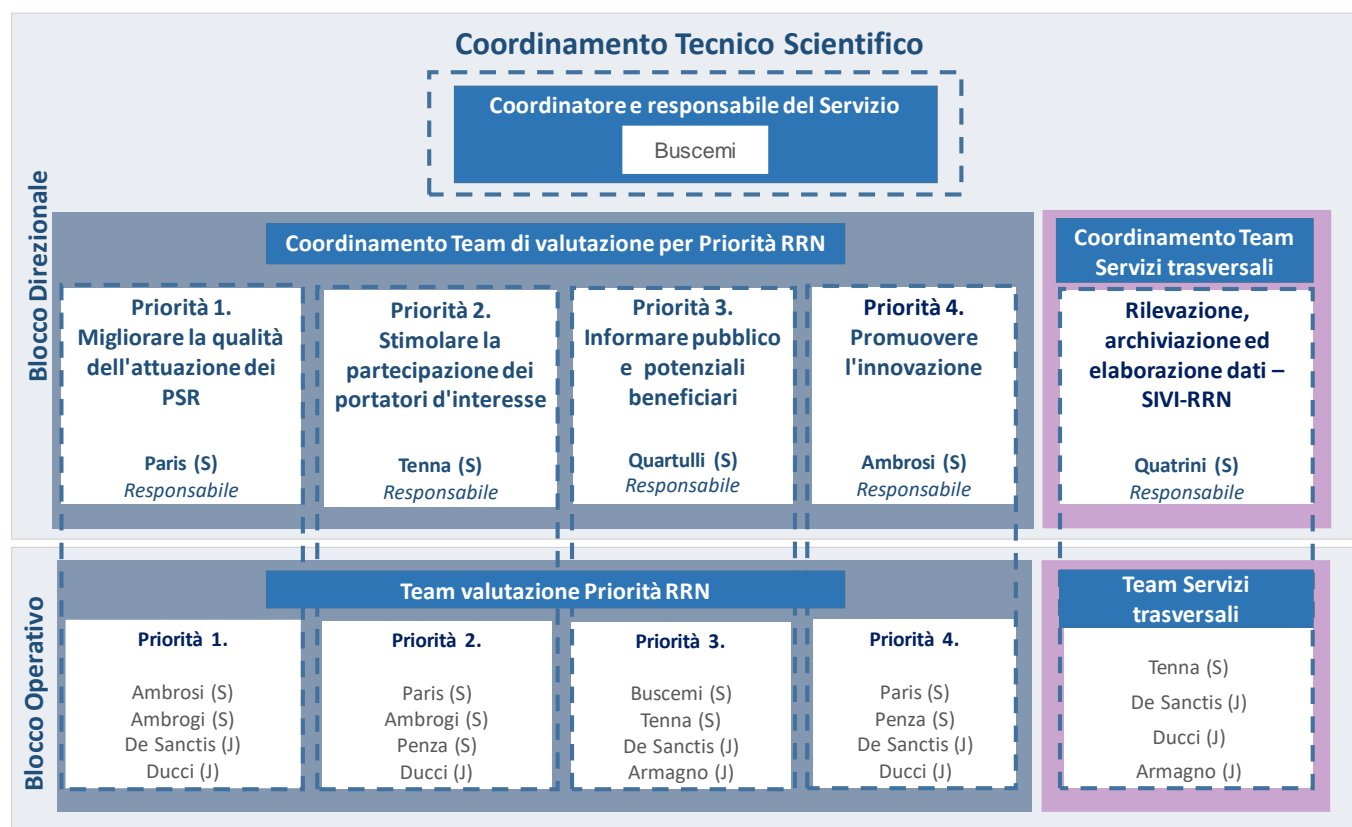 Coordinamento Tecnico Scientifico
Coordinatore e responsabile del Servizio
Buscemi
Blocco Direzionale
Coordinamento Team di valutazione per Priorità RRN
Priorità 1.
Migliorare la qualità
dell'attuazione dei
PSR
Paris (S)
Responsabile
Priorità 2.
Stimolare la
partecipazione dei
portatori d'interesse
Tenna (S)
Responsabile
Priorità 3.
Informare pubblico
e potenziali
beneficiari
Quartulli (S)
Responsabile
Priorità 4.
Promuovere
l'innovazione
Ambrosi (S)
Responsabile
Coordinamento Team
Servizi trasversali
Rilevazione,
archiviazione ed
elaborazione dati –
SIVI-RRN
Quatrini (S)
Responsabile
Blocco Operativo
Team valutazione Priorità RRN
Priorità 1.
Ambrosi (S)
Ambrogi (S)
De Sanctis (J)
Ducci (J)
Priorità 2.
Paris (S)
Ambrogi (S)
Penza (S)
Ducci (J)
Priorità 3.
Buscemi (S)
Tenna (S)
De Sanctis (J)
Armagno (J)
Priorità 4.
Paris (S)
Penza (S)
De Sanctis (J)
Ducci (J)
Team Servizi
trasversali
Tenna (S)
De Sanctis (J)
Ducci (J)
Armagno (J)